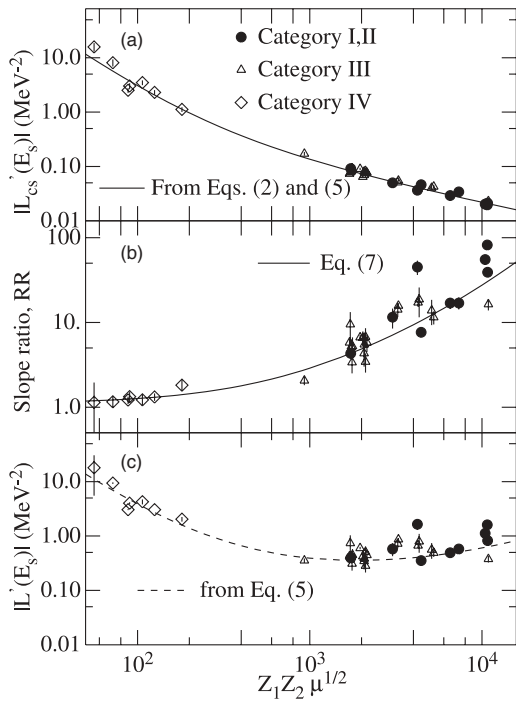 (a)
Category I,II
Category III
Category IV
10.0
1.00
0.10
0.01
|L_cs'(E_s)| (MeV^-2)
From Eqs. (2) and (5)
(b)
Eq. (7)
100
10.
1.0
Slope ratio, RR
(c)
10.0
1.00
0.10
0.01
|L'(E_s)| (MeV^-2)
from Eq. (5)
10^2
10^3
10^4
Z_1Z_2 μ^1/2